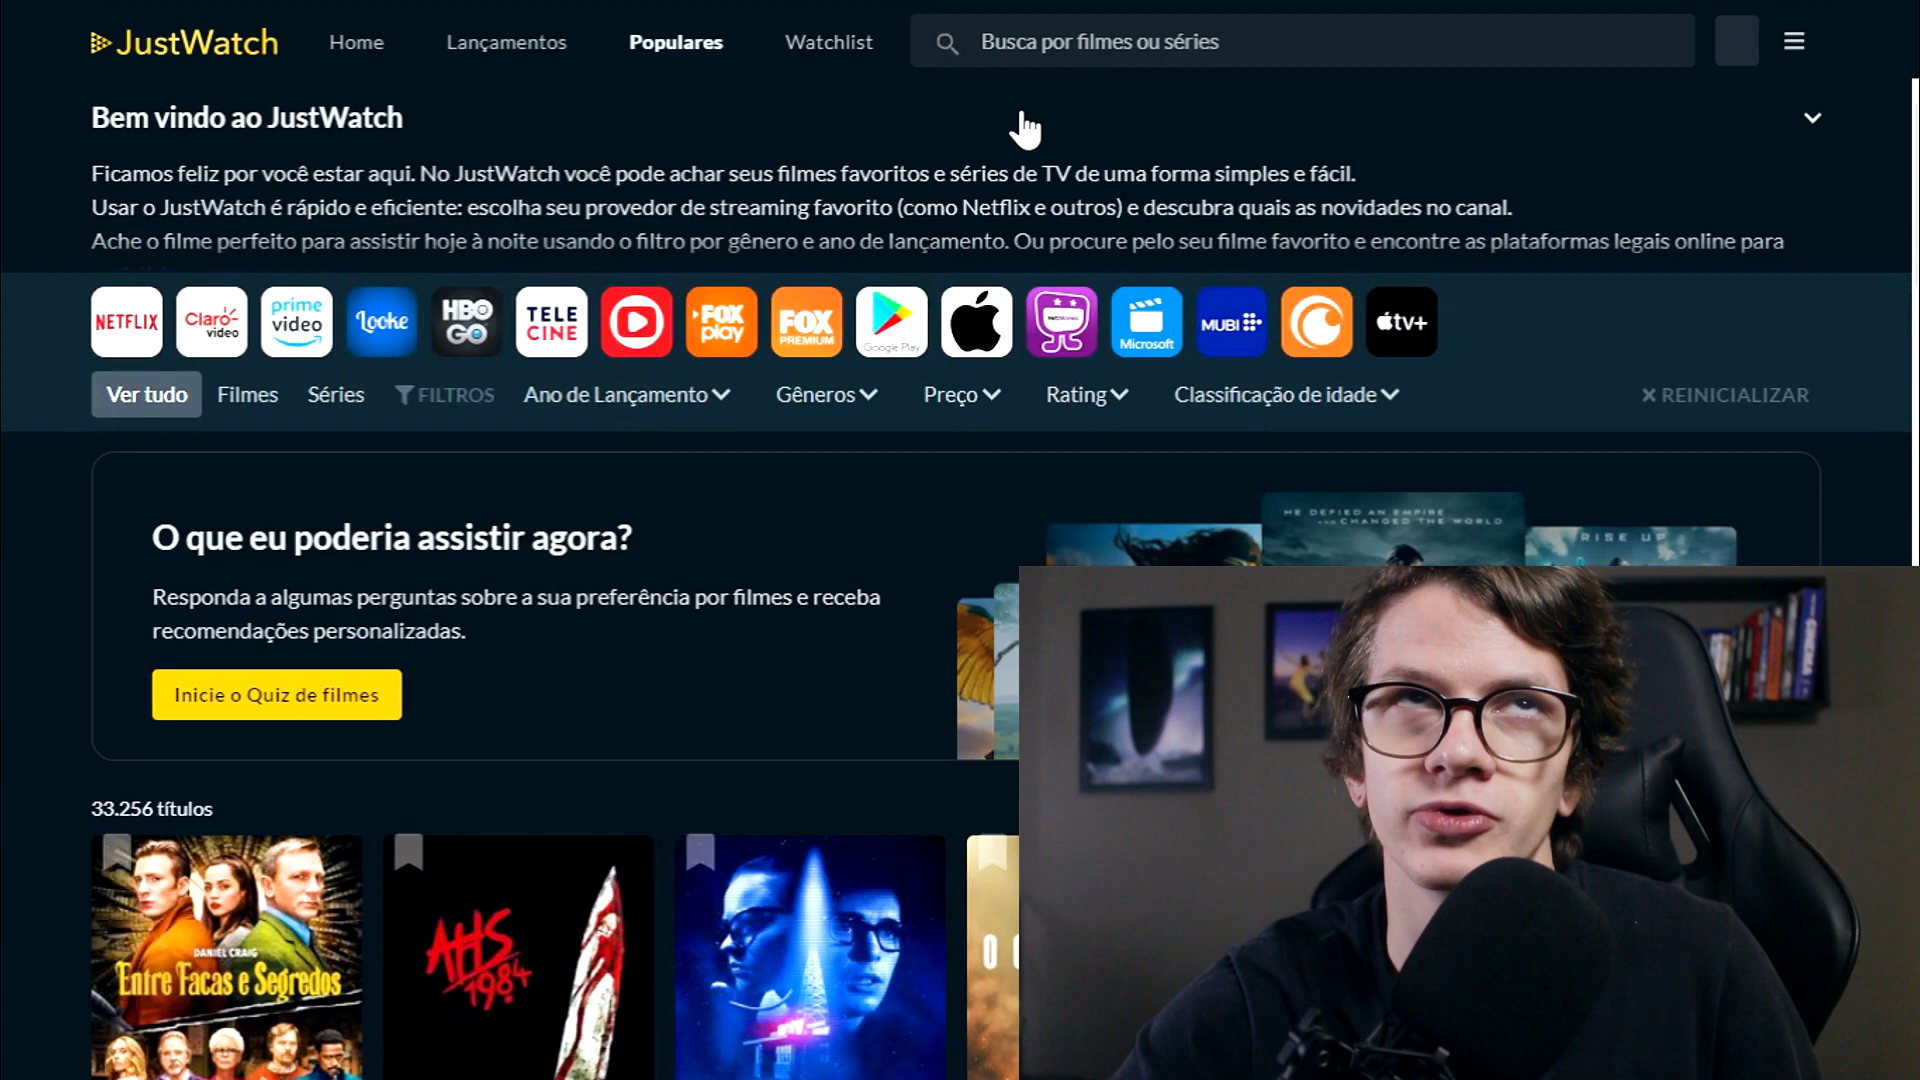 JustWatch
Home
Lançamentos
Populares
Watchlist
Busca por filmes ou séries
Bem vindo ao JustWatch
Ficamos feliz por você estar aqui. No JustWatch você pode achar seus filmes favoritos e séries de TV de uma forma simples e fácil.
Usar o JustWatch é rápido e eficiente: escolha seu provedor de streaming favorito (como Netflix e outros) e descubra quais as novidades no canal.
Ache o filme perfeito para assistir hoje à noite usando o filtro por gênero e ano de lançamento. Ou procure pelo seu filme favorito e encontre as plataformas legais online para
NETFLIX
Claro video
prime video
Looke
HBO GO
TELE CINE
FOX play
FOX PREMIUM
Google Play
Microsoft
MUBI
tv+
Ver tudo
Filmes
Séries
FILTROS
Ano de Lançamento
Gêneros
Preço
Rating
Classificação de idade
REINICIALIZAR
O que eu poderia assistir agora?
Responda a algumas perguntas sobre a sua preferência por filmes e receba
recomendações personalizadas.
Inicie o Quiz de filmes
HE DEFIED AN EMPIRE
AND CHANGED THE WORLD
RISE UP
33.256 títulos
DANIEL CRAIG
Entre Facas e Segredos
AHS
1984
CINEMA